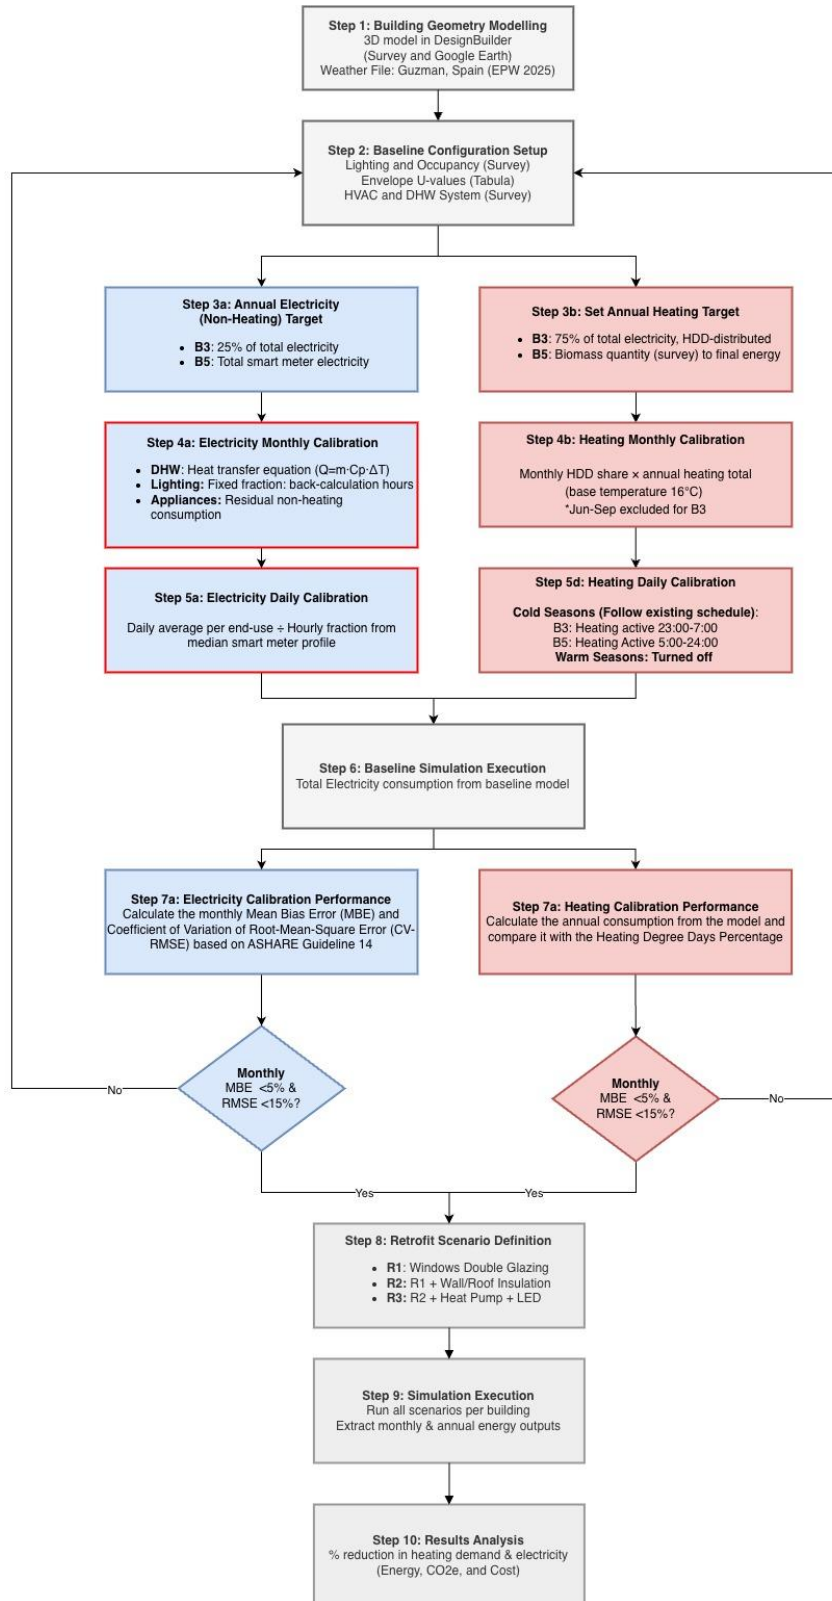 Step 1: Building Geometry Modelling
3D model in DesignBuilder
(Survey and Google Earth)
Weather File: Guzman, Spain (EPW 2025)
Step 2: Baseline Configuration Setup
Lighting and Occupancy (Survey)
Envelope U-values (Tabula)
HVAC and DHW System (Survey)
Step 3a: Annual Electricity
(Non-Heating) Target
• B3: 25% of total electricity
• B5: Total smart meter electricity
Step 3b: Set Annual Heating Target
• B3: 75% of total electricity, HDD-distributed
• B5: Biomass quantity (survey) to final energy
Step 4a: Electricity Monthly Calibration
• DHW: Heat transfer equation (Q=m·Cp·ΔT)
• Lighting: Fixed fraction: back-calculation hours
• Appliances: Residual non-heating
consumption
Step 4b: Heating Monthly Calibration
Monthly HDD share × annual heating total
(base temperature 16°C)
*Jun-Sep excluded for B3
Step 5a: Electricity Daily Calibration
Daily average per end-use ÷ Hourly fraction from
median smart meter profile
Step 5d: Heating Daily Calibration
Cold Seasons (Follow existing schedule):
B3: Heating active 23:00-7:00
B5: Heating Active 5:00-24:00
Warm Seasons: Turned off
Step 6: Baseline Simulation Execution
Total Electricity consumption from baseline model
Step 7a: Electricity Calibration Performance
Calculate the monthly Mean Bias Error (MBE) and
Coefficient of Variation of Root-Mean-Square Error (CV-
RMSE) based on ASHARE Guideline 14
Step 7a: Heating Calibration Performance
Calculate the annual consumption from the model and
compare it with the Heating Degree Days Percentage
Monthly
MBE <5% &
RMSE <15%?
No
Monthly
MBE <5% &
RMSE <15%?
No
Yes
Yes
Step 8: Retrofit Scenario Definition
• R1: Windows Double Glazing
• R2: R1 + Wall/Roof Insulation
• R3: R2 + Heat Pump + LED
Step 9: Simulation Execution
Run all scenarios per building
Extract monthly & annual energy outputs
Step 10: Results Analysis
% reduction in heating demand & electricity
(Energy, CO2e, and Cost)